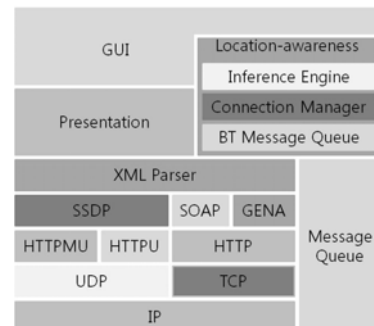 GUI
Location-awareness
Inference Engine
Connection Manager
BT Message Queue
Presentation
XML Parser
SSDP
SOAP
GENA
HTTPMU
HTTPU
HTTP
Message
Queue
UDP
TCP
IP